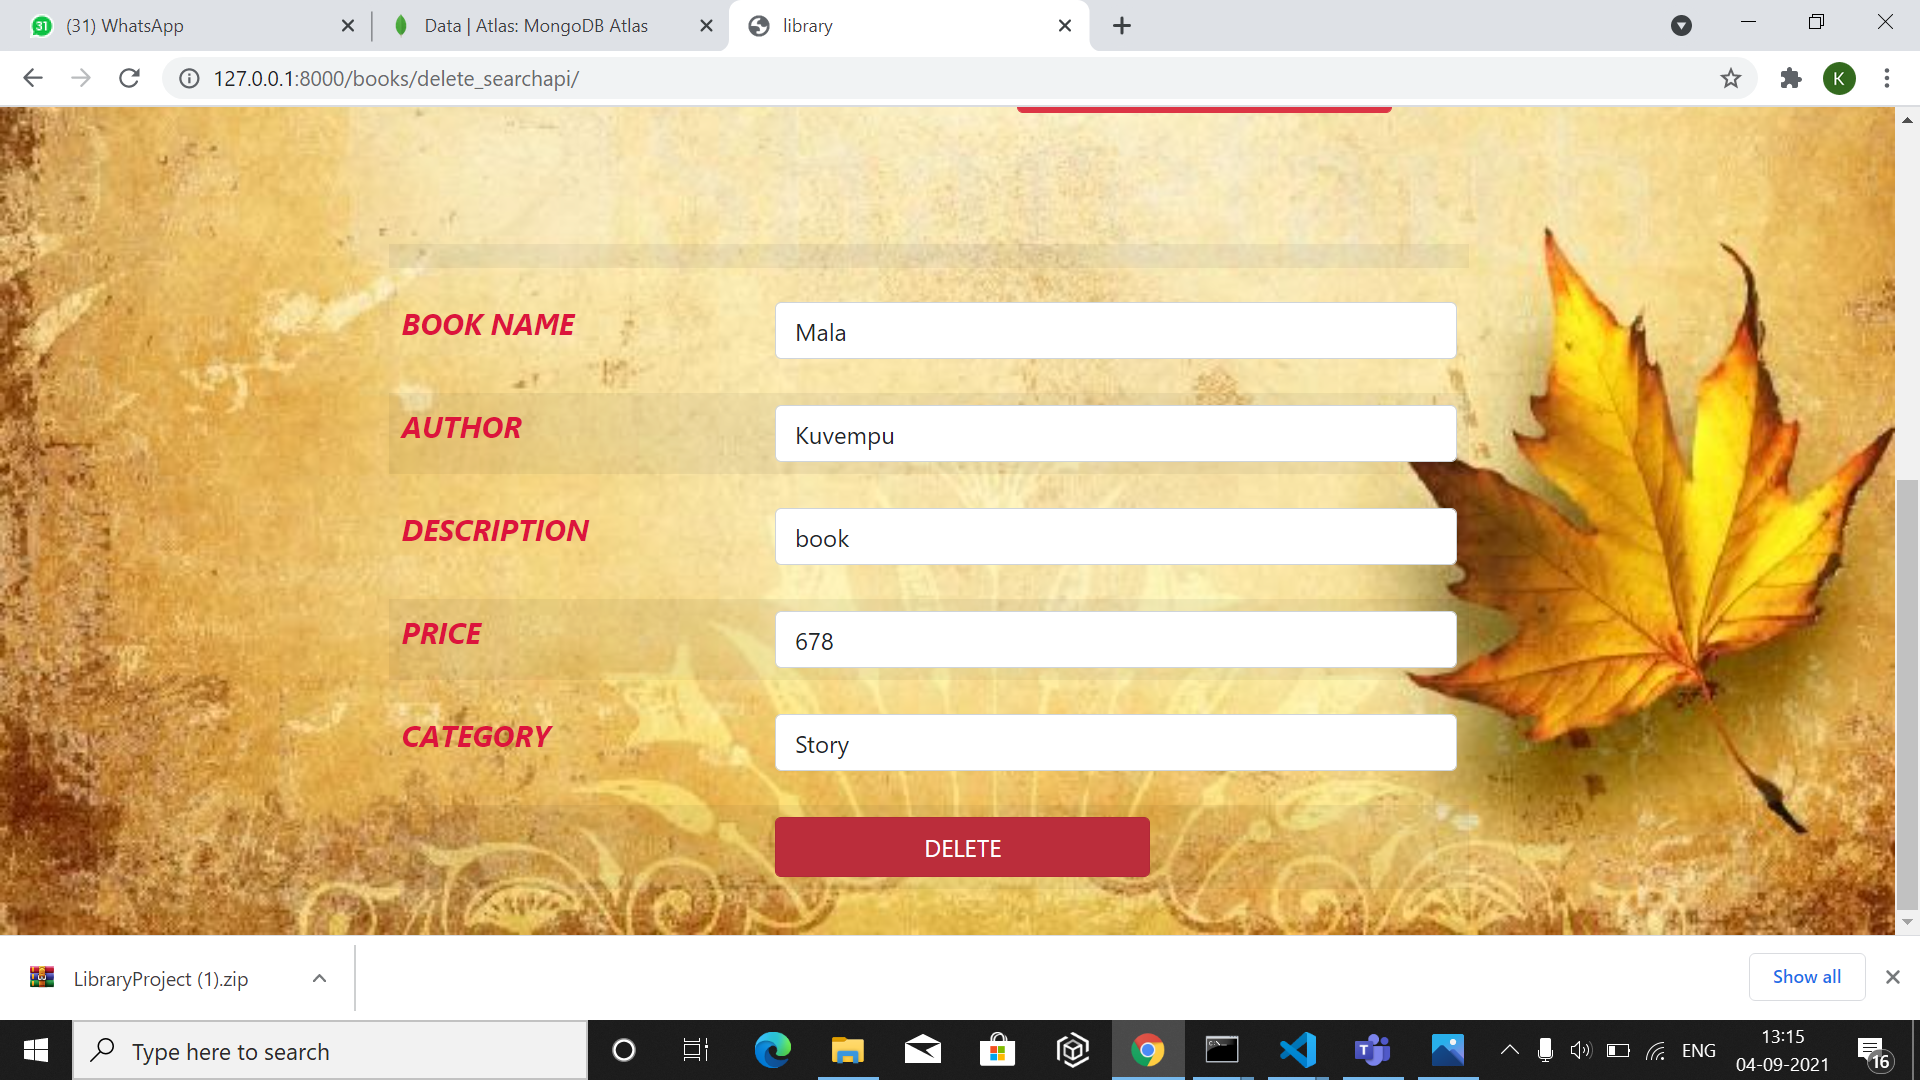 31 (31) WhatsApp
Data | Atlas: MongoDB Atlas
library
127.0.0.1:8000/books/delete_searchapi/
K
BOOK NAME
Mala
AUTHOR
Kuvempu
DESCRIPTION
book
PRICE
678
CATEGORY
Story
DELETE
LibraryProject (1).zip
Show all
Type here to search
ENG
13:15
04-09-2021
16